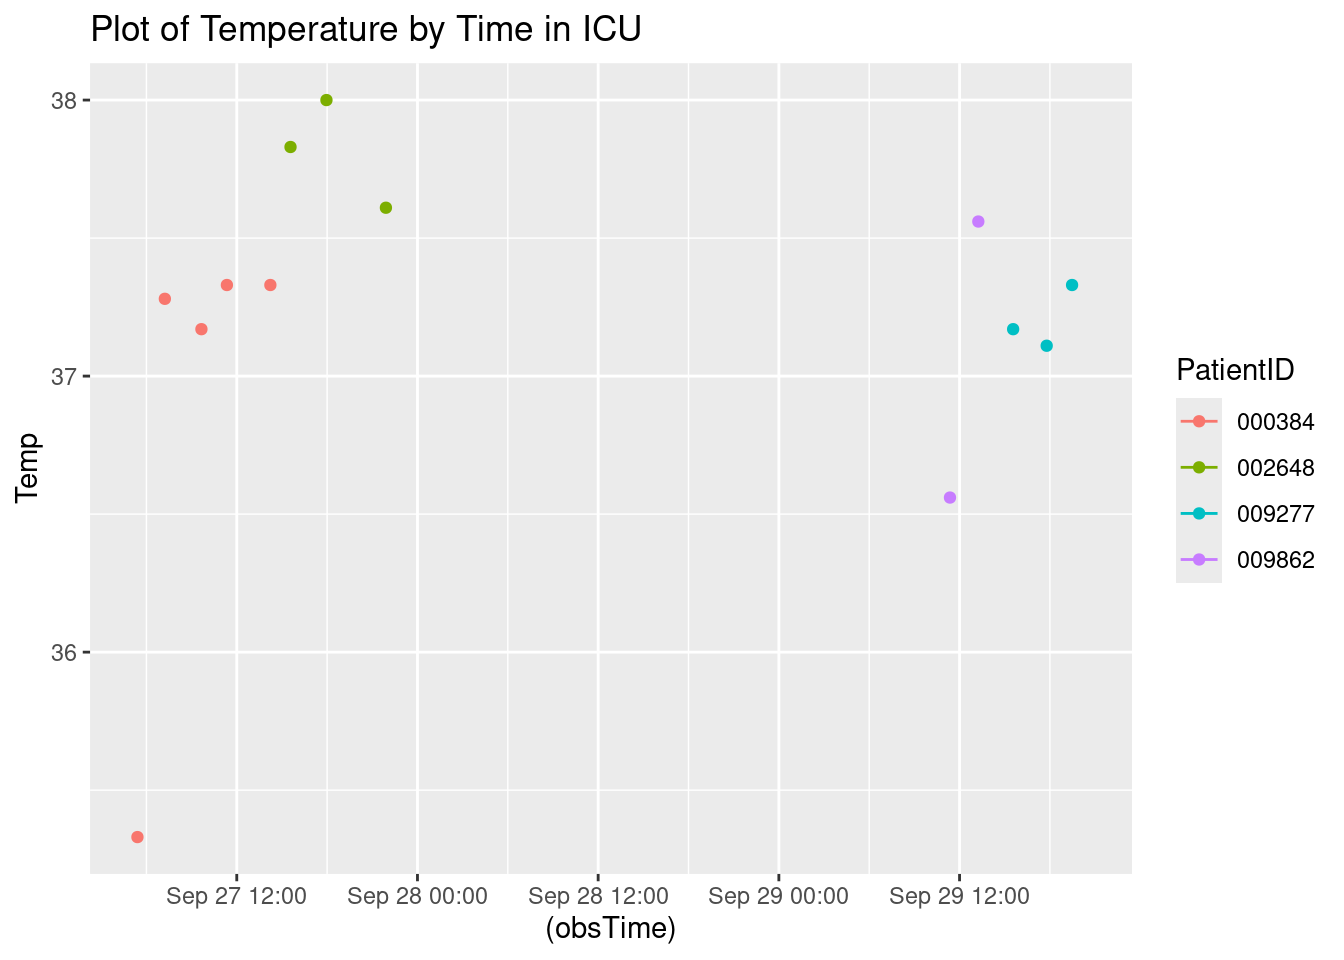 Plot of Temperature by Time in ICU
38
37
36
Temp
Sep 27 12:00 Sep 28 00:00 Sep 28 12:00 Sep 29 00:00 Sep 29 12:00
(obsTime)
PatientID
000384
002648
009277
009862